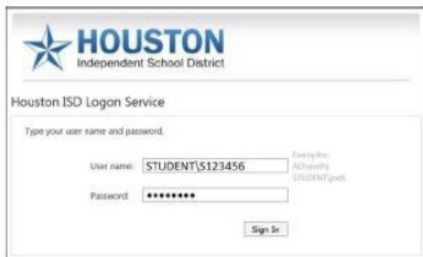 HOUSTON
Independent School District
Houston ISD Logon Service
Type your user name and password.
User name: STUDENT\S123456
Examples:
Password: ••••••••
Sign In